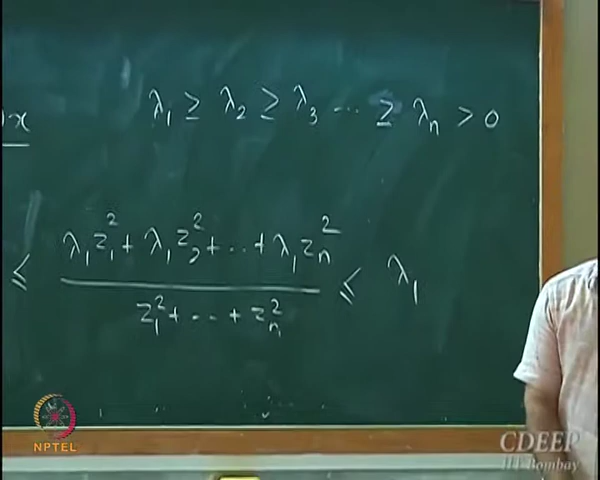 λ₁ ≥ λ₂ ≥ λ₃ ... ≥ λₙ > 0
x
≤ (λ₁z₁² + λ₁z₂² + ... + λ₁zₙ²) / (z₁² + ... + zₙ²) ≤ λ₁
NPTEL
CDEEP
IIT Bombay